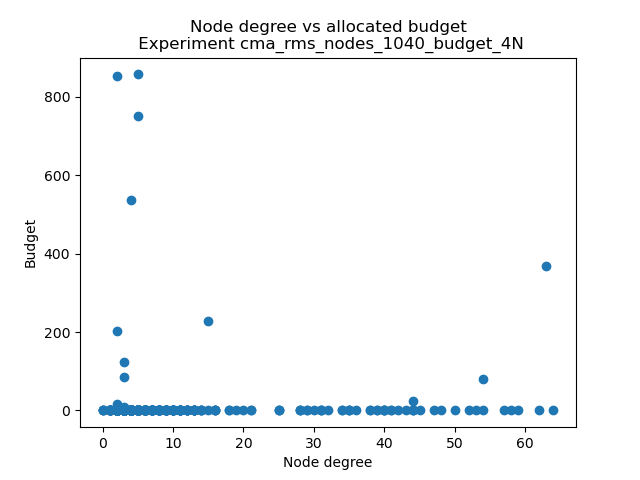 Node degree vs allocated budget
Experiment cma_rms_nodes_1040_budget_4N
Budget
800
600
400
200
0
0 10 20 30 40 50 60
Node degree